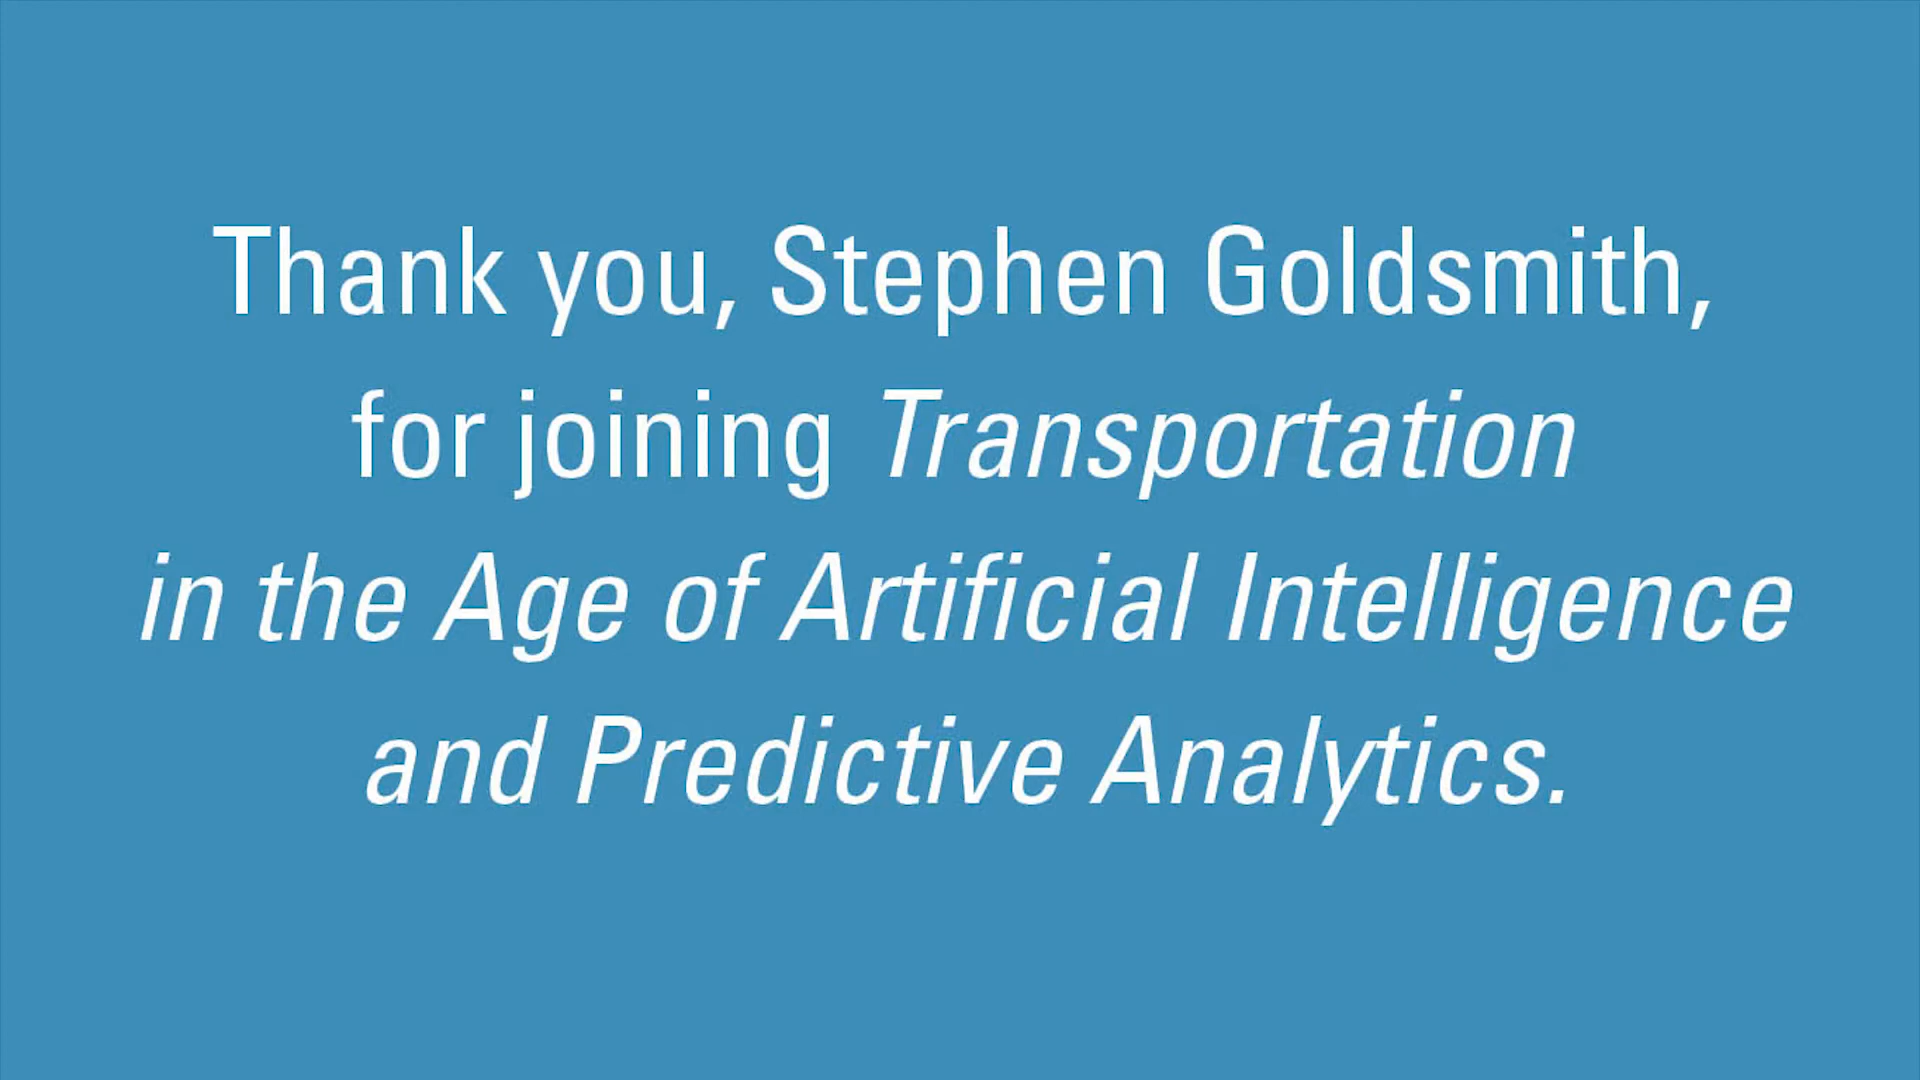 Thank you, Stephen Goldsmith,
for joining Transportation
in the Age of Artificial Intelligence
and Predictive Analytics.